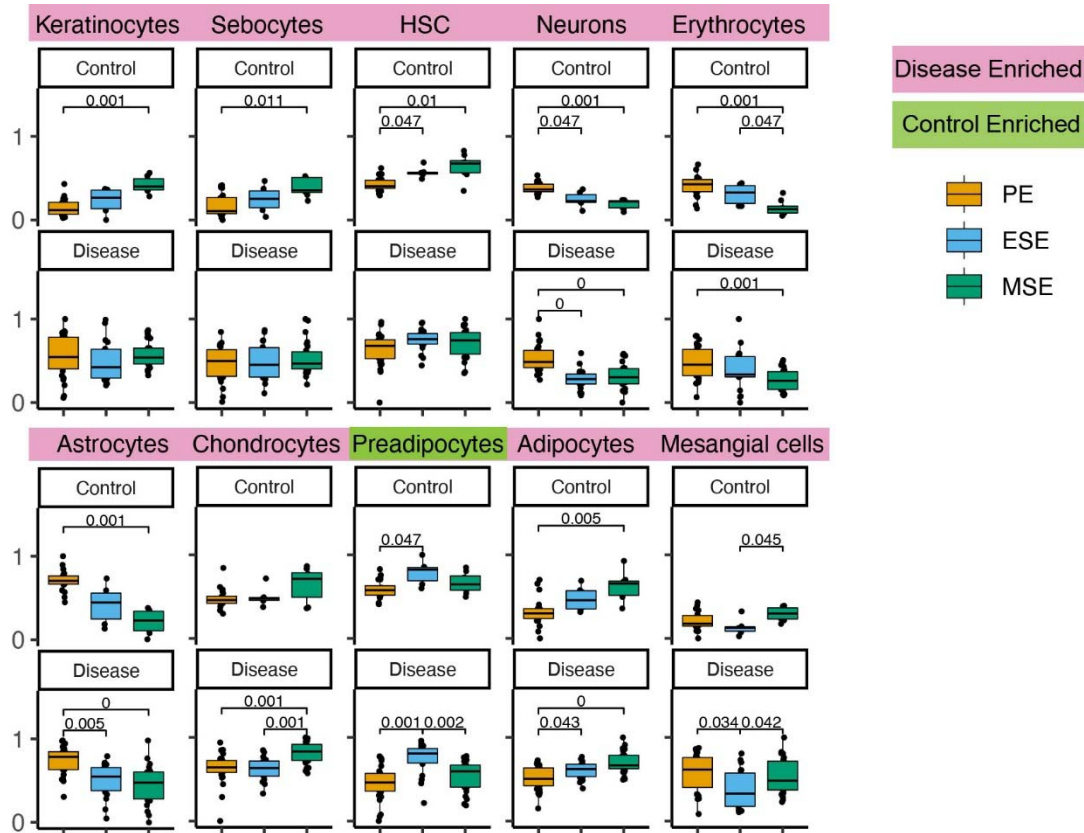 Keratinocytes Sebocytes HSC Neurons Erythrocytes
Control Control Control Control Control
0.001 0.011 0.01 0.001 0.001
0.047 0.047 0.047
1
0
Disease Disease Disease Disease Disease
0 0.001
0
1
0
Astrocytes Chondrocytes Preadipocytes Adipocytes Mesangial cells
Control Control Control Control Control
0.001 0.047 0.005 0.045
1
0
Disease Disease Disease Disease Disease
0 0.001 0
0.005 0.001 0.001 0.002 0.043 0.034 0.042
1
0
Disease Enriched
Control Enriched
PE
ESE
MSE